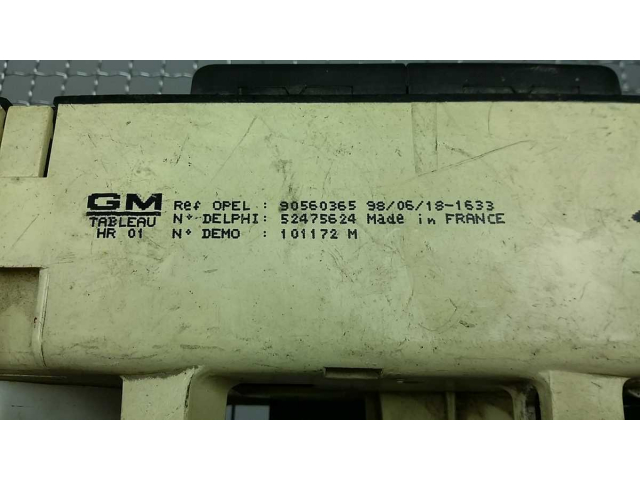 GM
TABLEAU
HR 01
Ref OPEL : 90560365 98/06/18-1633
N° DELPHI: 52475624 Made in FRANCE
N° DEMO : 101172 M